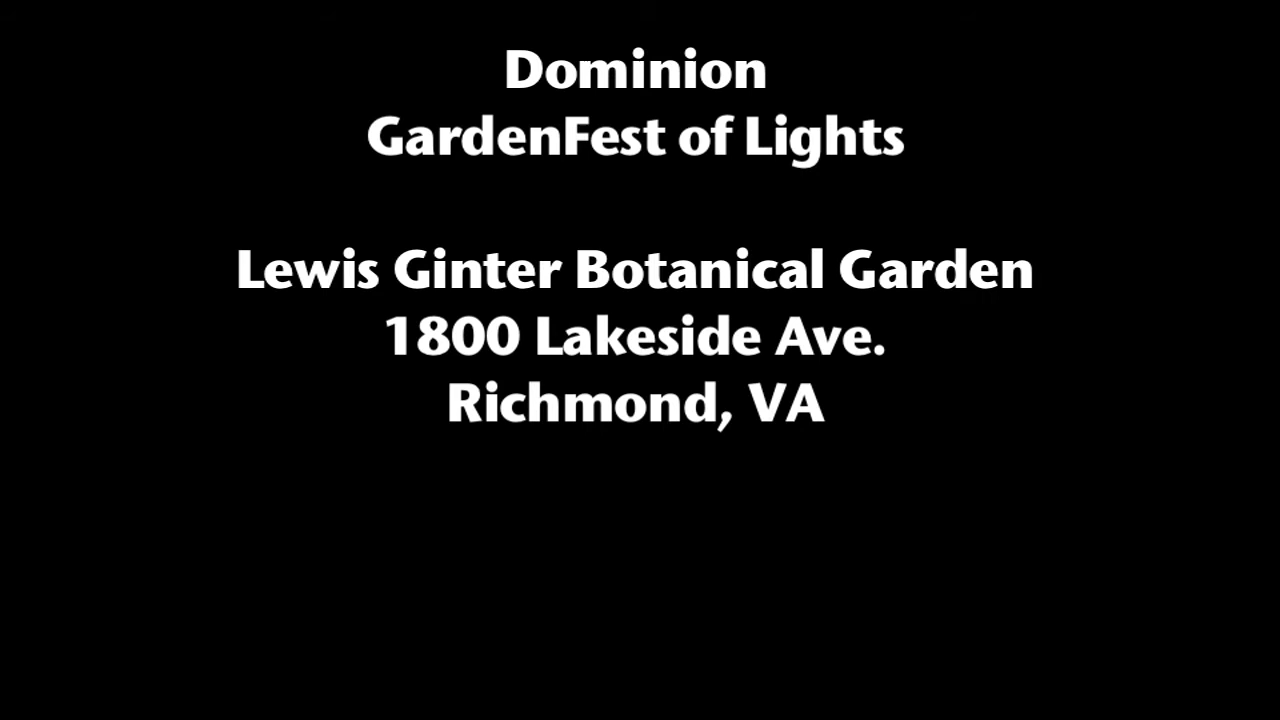 Dominion
GardenFest of Lights
Lewis Ginter Botanical Garden
1800 Lakeside Ave.
Richmond, VA